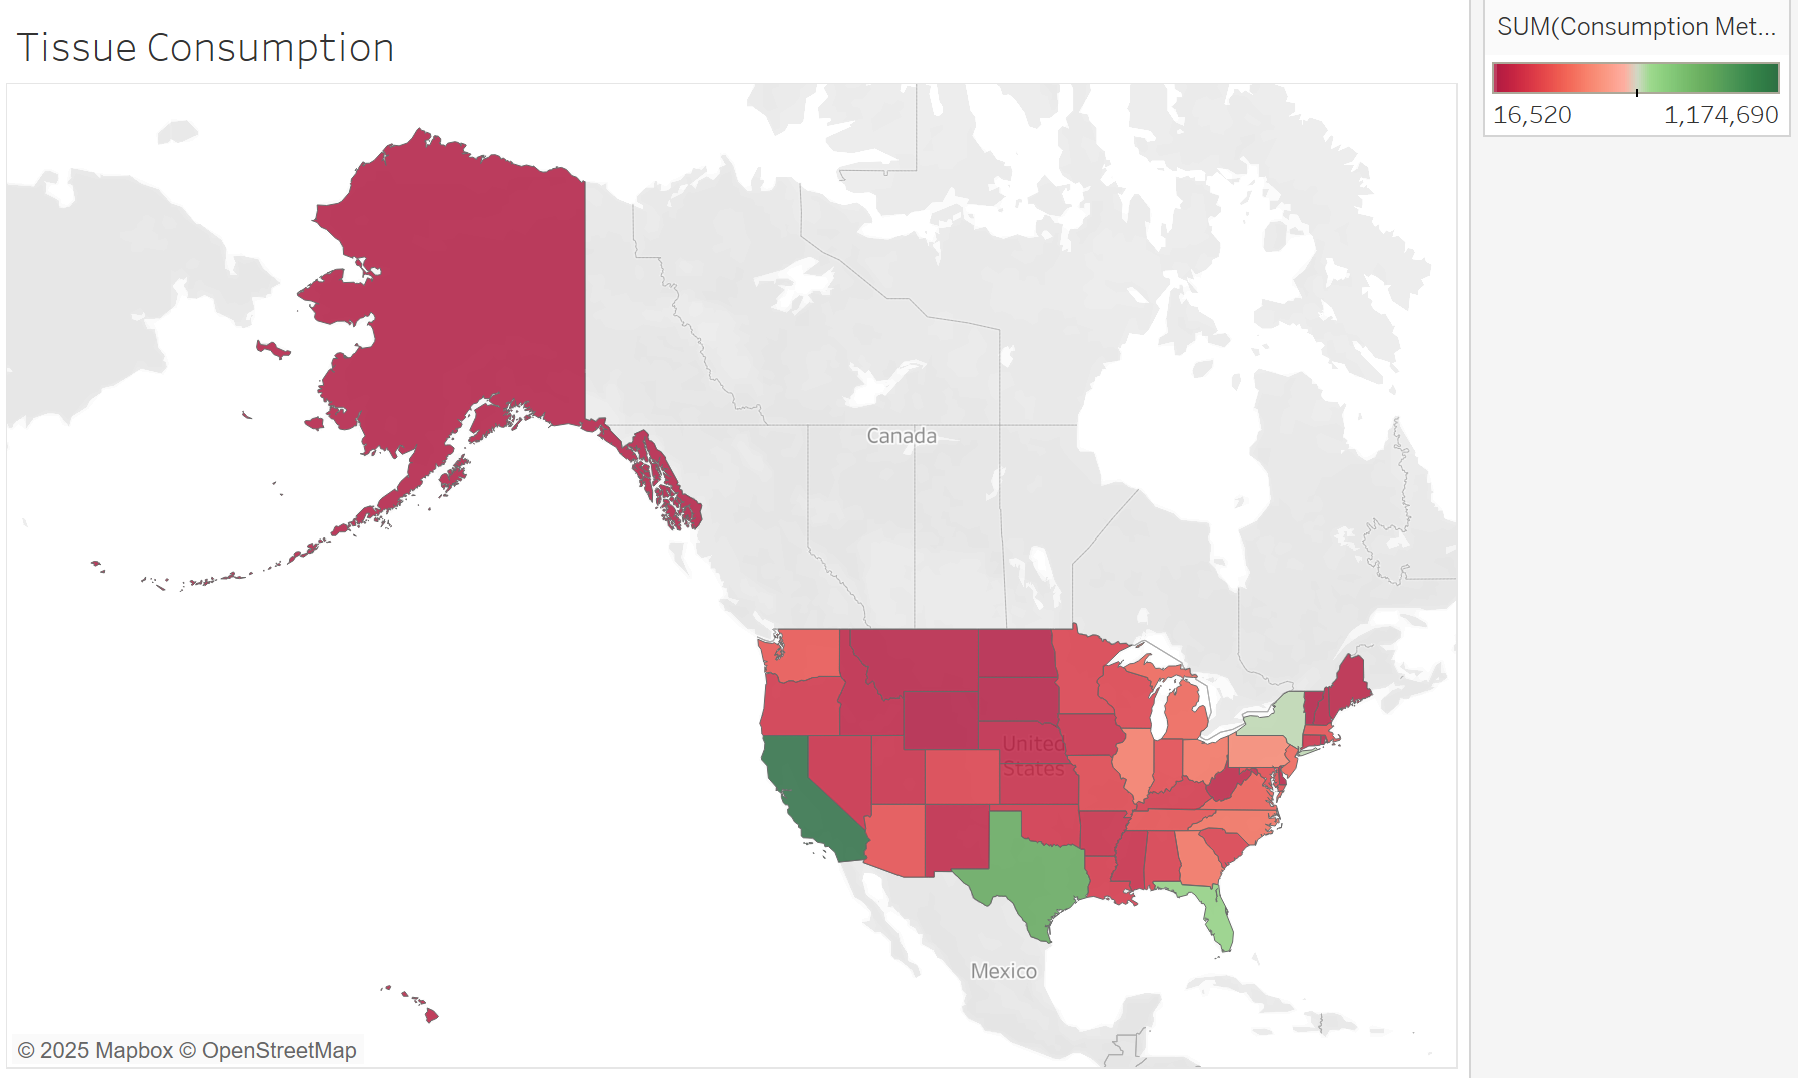 Tissue Consumption
SUM(Consumption Met...
16,520
1,174,690
Canada
United
States
Mexico
© 2025 Mapbox © OpenStreetMap